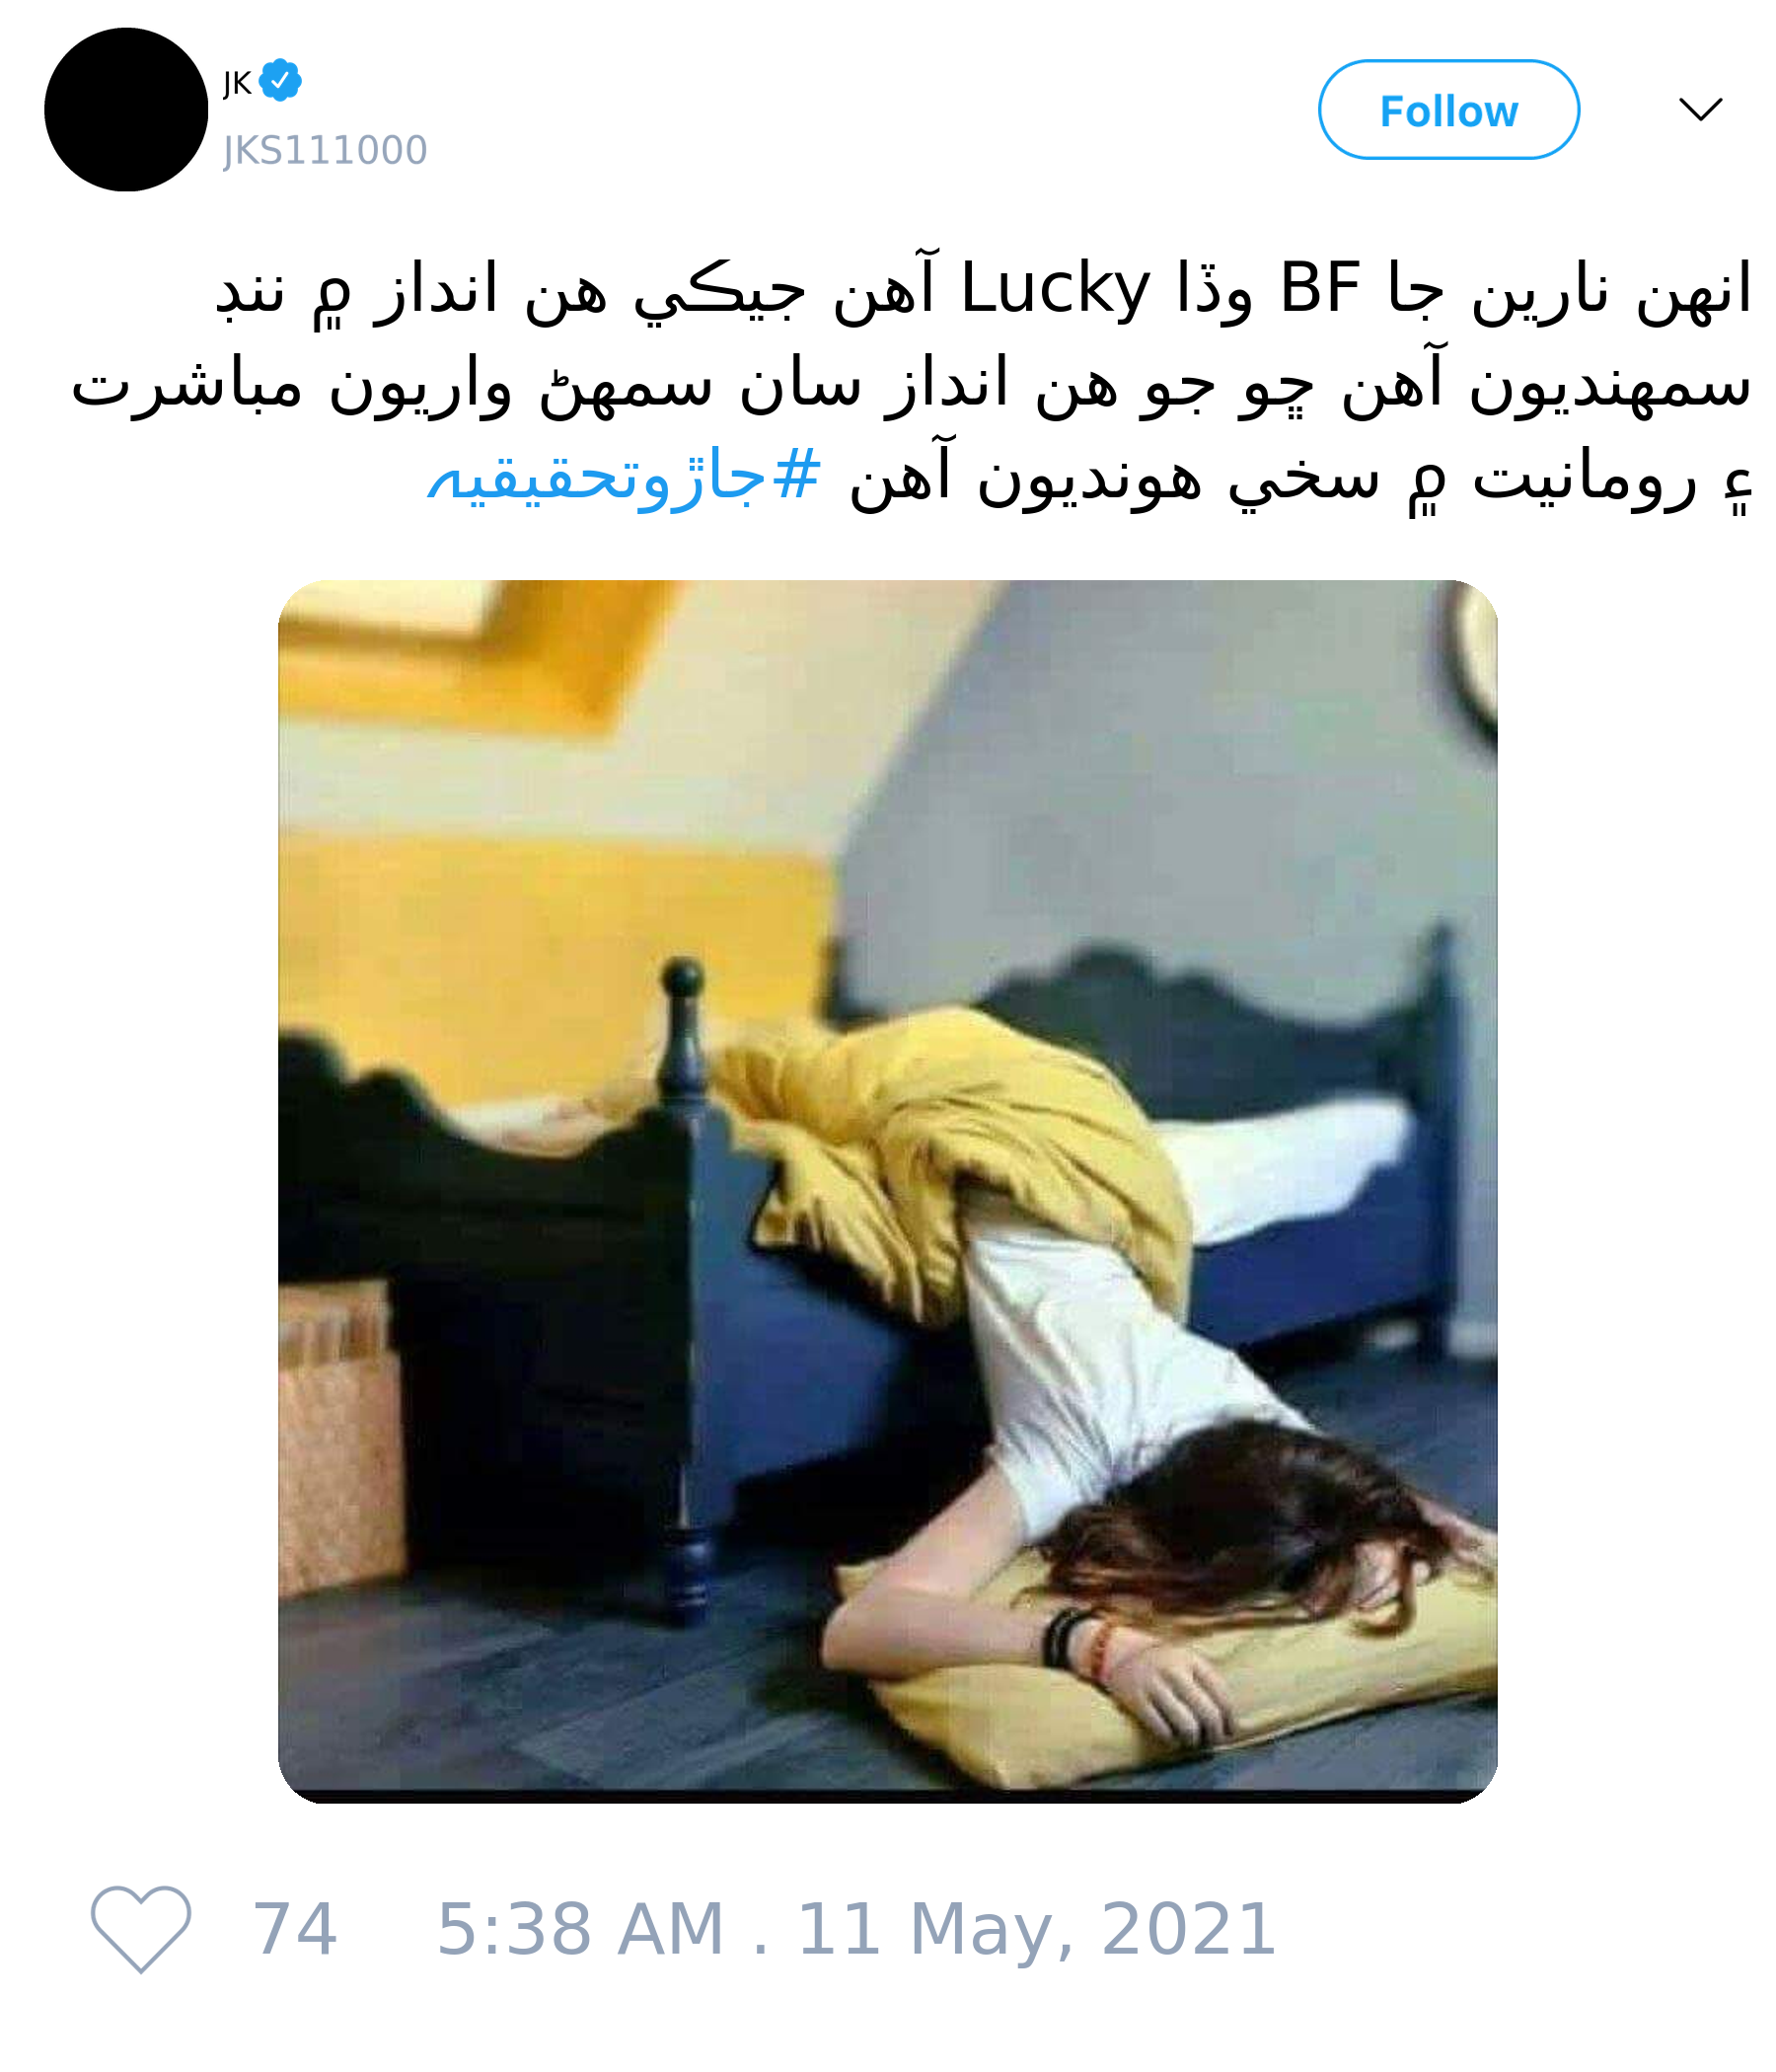 JK
JKS111000
Follow
انهن نارين جا BF وڏا Lucky آهن جيڪي هن انداز ۾ ننڊ
سمهنديون آهن ڇو جو هن انداز سان سمهڻ واريون مباشرت
۽ رومانيت ۾ سخي هونديون آهن #جاڙوتحقيقيہ
74 5:38 AM . 11 May, 2021